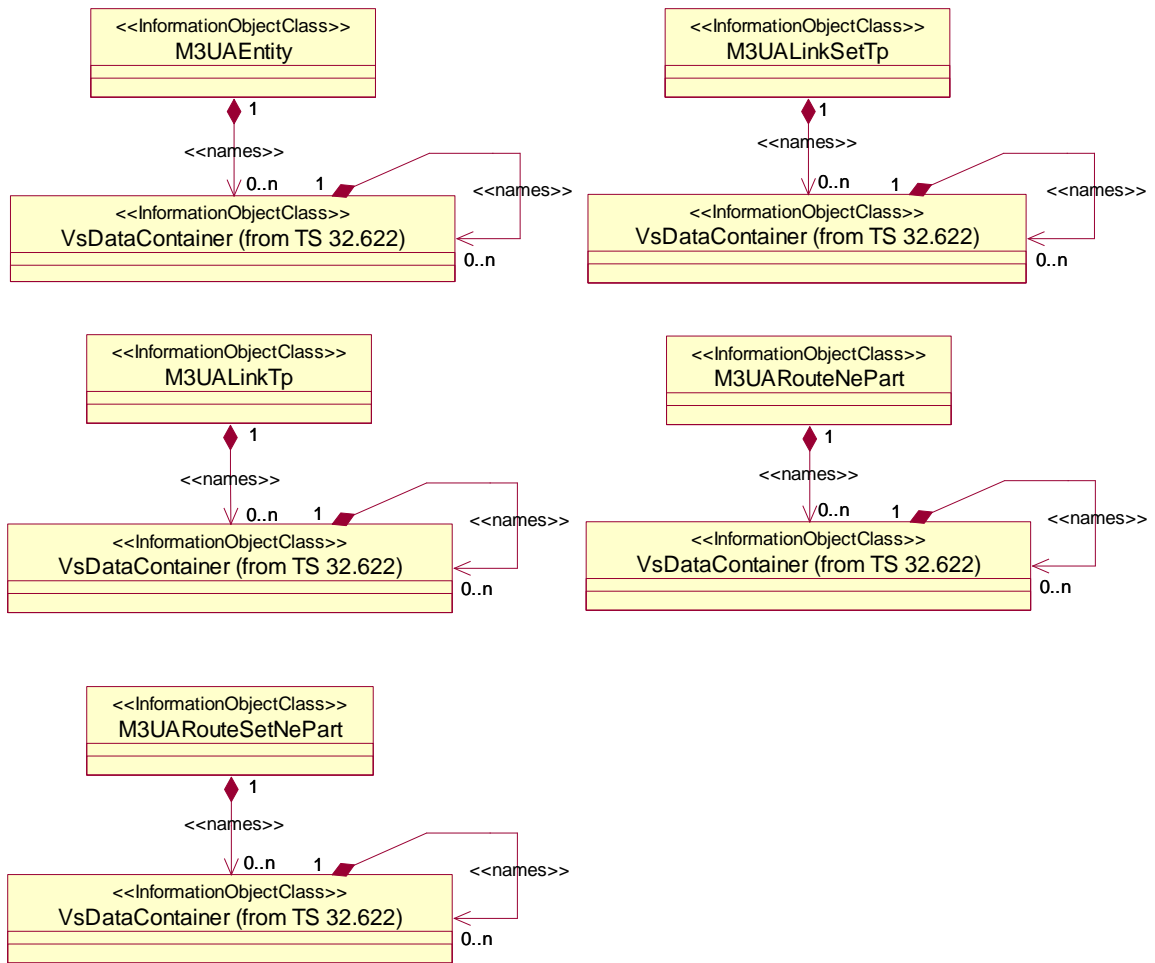 <<InformationObjectClass>>
M3UAEntity
1
<<names>>
0..n
1
<<names>>
<<InformationObjectClass>>
VsDataContainer (from TS 32.622)
0..n
<<InformationObjectClass>>
M3UALinkSetTp
1
<<names>>
0..n
1
<<names>>
<<InformationObjectClass>>
VsDataContainer (from TS 32.622)
0..n
<<InformationObjectClass>>
M3UALinkTp
1
<<names>>
0..n
1
<<names>>
<<InformationObjectClass>>
VsDataContainer (from TS 32.622)
0..n
<<InformationObjectClass>>
M3UARouteNePart
1
<<names>>
0..n
1
<<names>>
<<InformationObjectClass>>
VsDataContainer (from TS 32.622)
0..n
<<InformationObjectClass>>
M3UARouteSetNePart
1
<<names>>
0..n
1
<<names>>
<<InformationObjectClass>>
VsDataContainer (from TS 32.622)
0..n